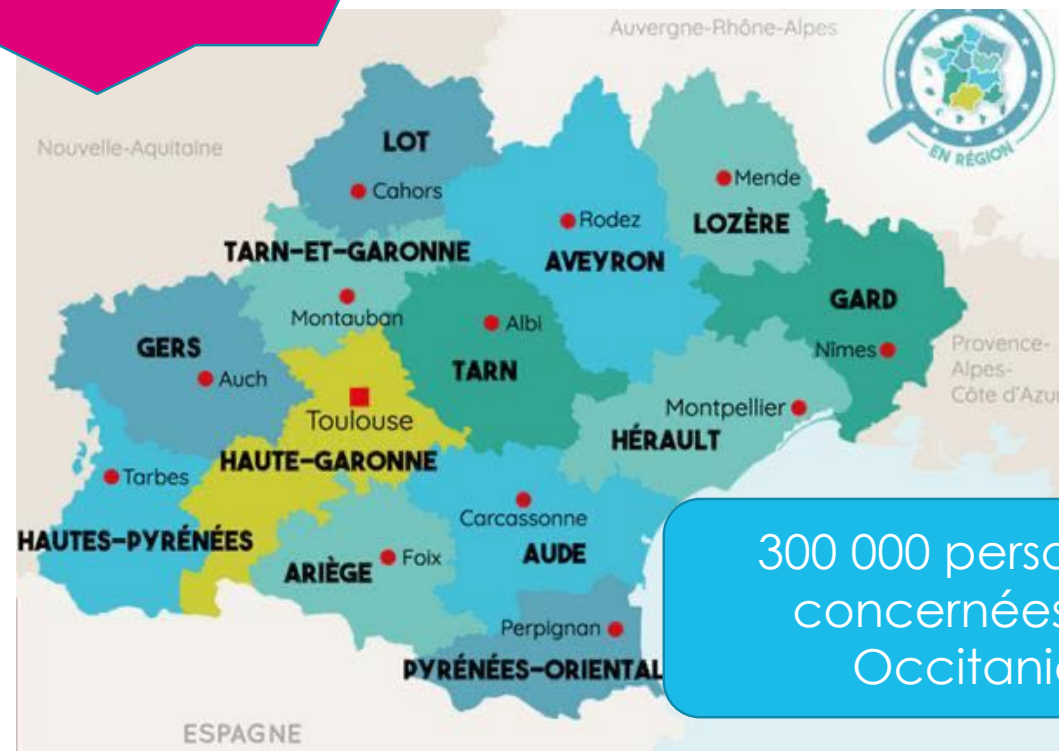 Auvergne-Rhône-Alpes
EN RÉGION
Nouvelle-Aquitaine
LOT
Cahors
Mende
LOZÈRE
Rodez
AVEYRON
TARN-ET-GARONNE
Montauban
GARD
Nîmes
Provence-
Alpes-
Côte d'Azur
GERS
Auch
Albi
TARN
Toulouse
HAUTE-GARONNE
Montpellier
HÉRAULT
Tarbes
HAUTES-PYRÉNÉES
Carcassonne
AUDE
ARIÈGE
Foix
Perpignan
PYRÉNÉES-ORIENTAL
ESPAGNE
300 000 perso
concernées
Occitani